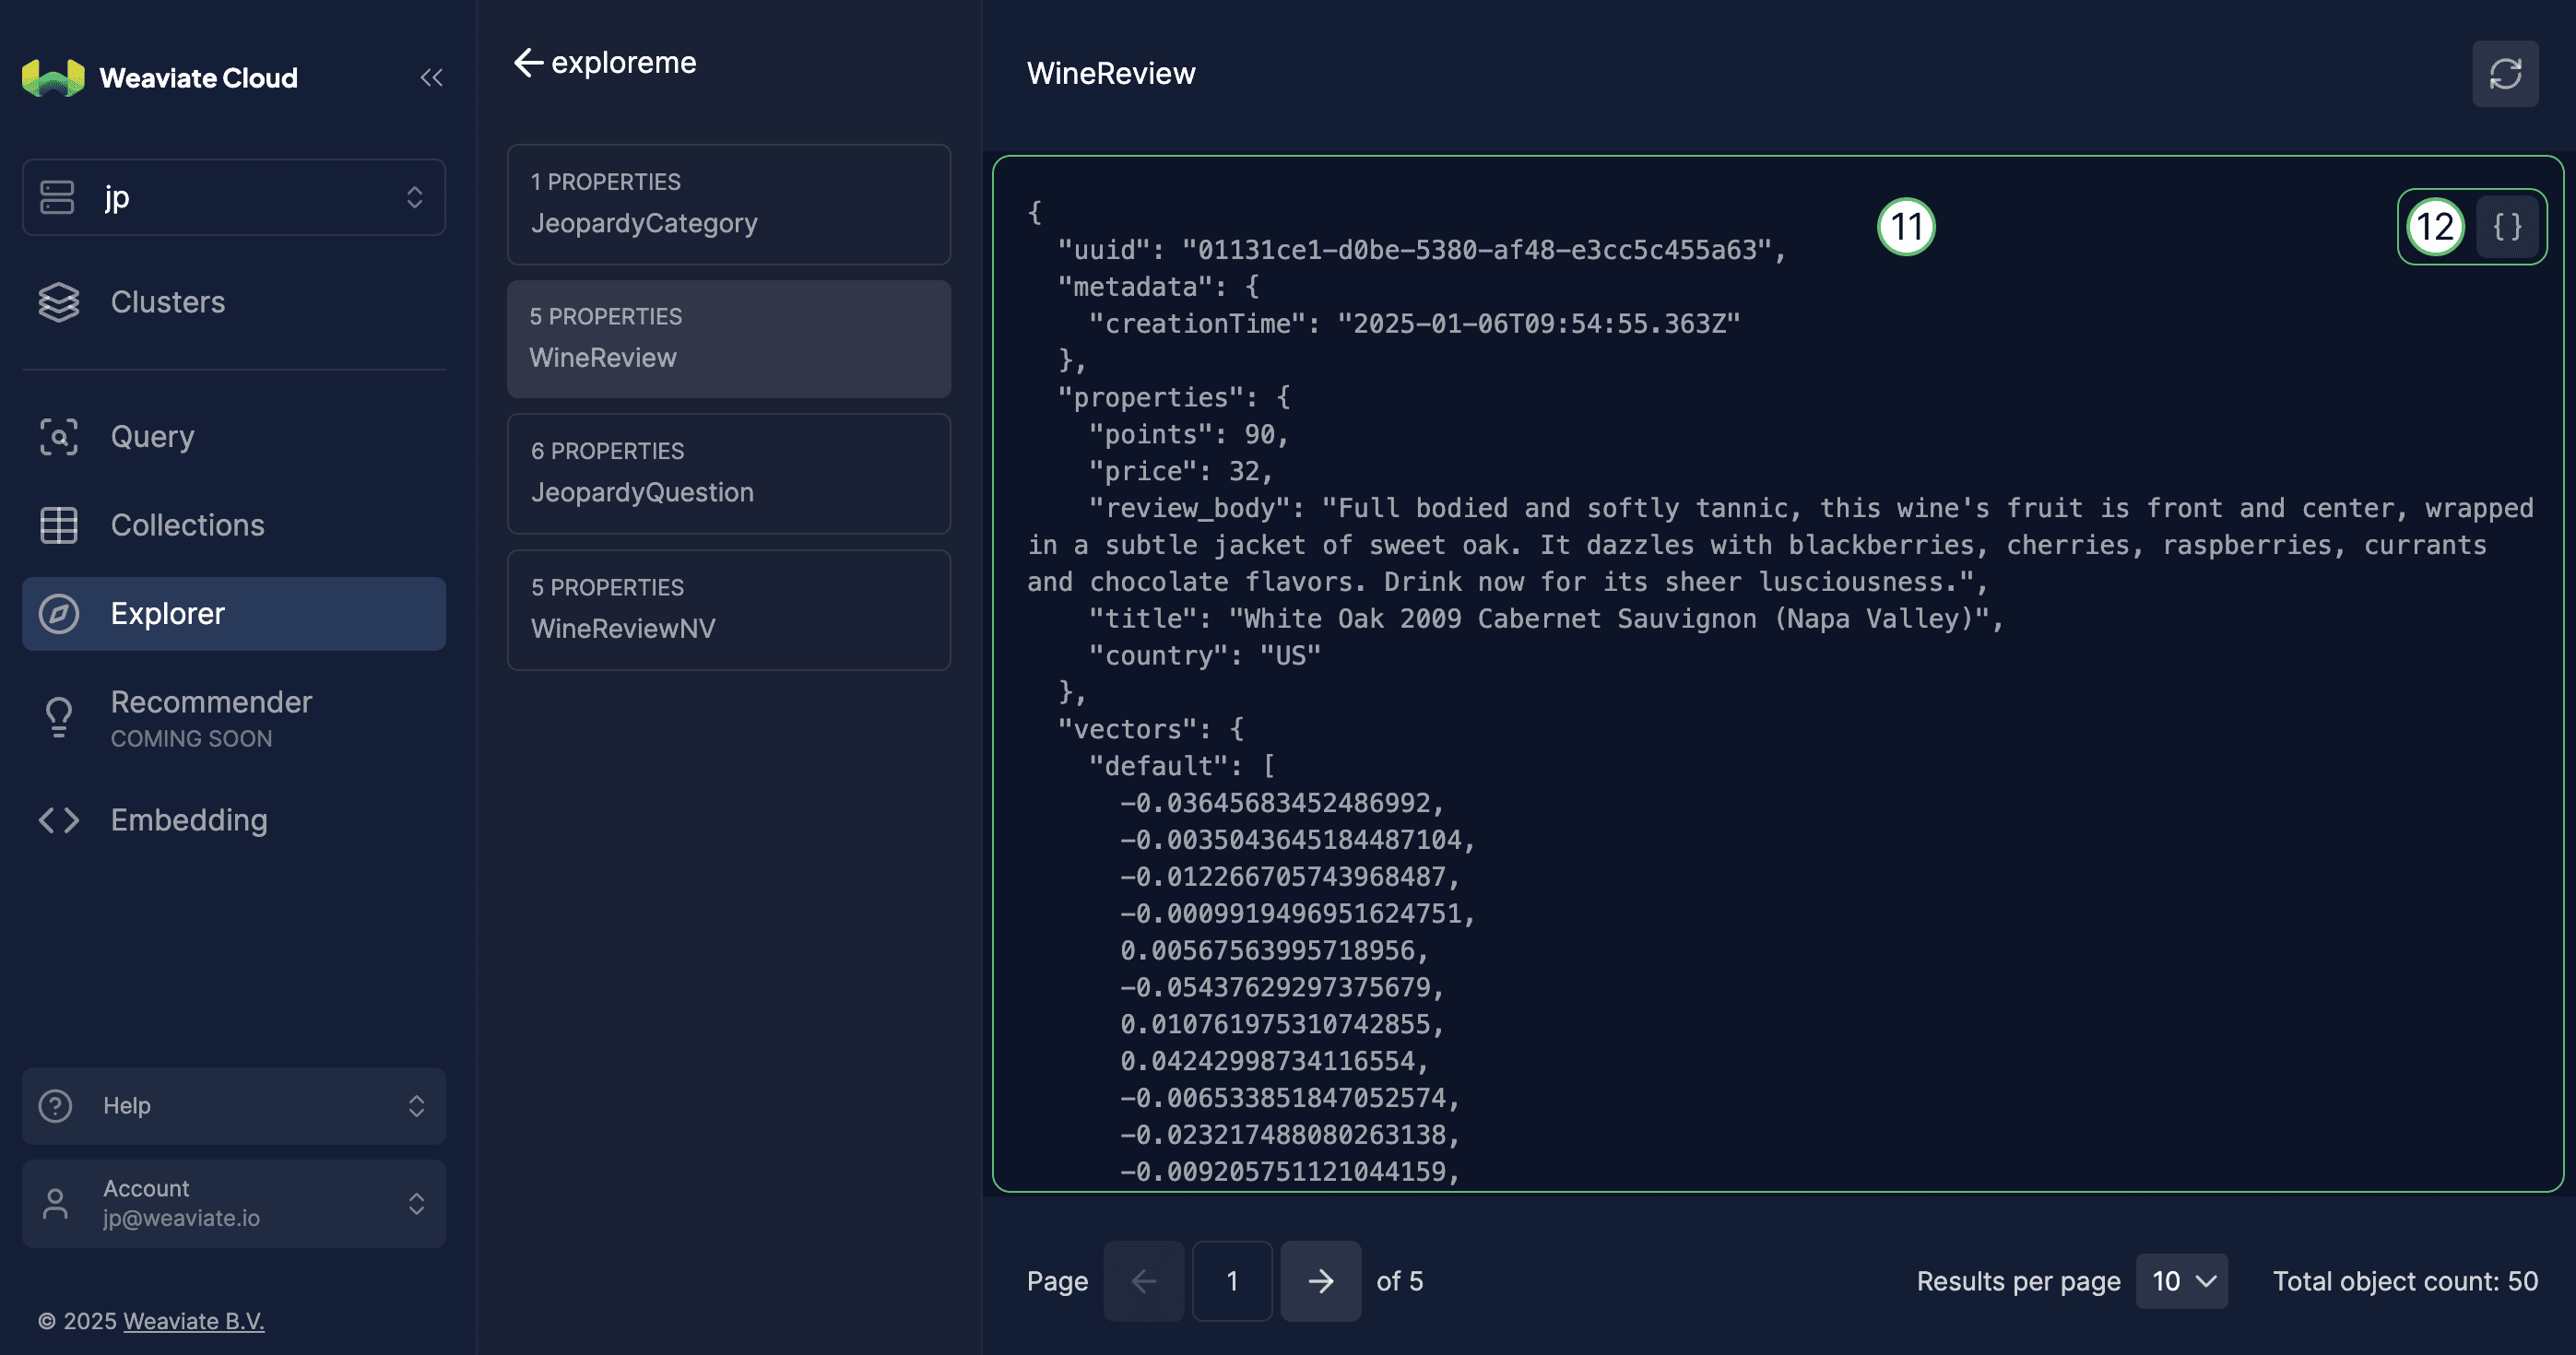 Weaviate Cloud
jp
Clusters
Query
Collections
Explorer
Recommender
COMING SOON
Embedding
Help
Account
jp@weaviate.io
© 2025 Weaviate B.V.
exploreme
1 PROPERTIES
JeopardyCategory
5 PROPERTIES
WineReview
6 PROPERTIES
JeopardyQuestion
5 PROPERTIES
WineReviewNV
WineReview
11
12 {}
{
"uuid": "01131ce1-d0be-5380-af48-e3cc5c455a63",
"metadata": {
"creationTime": "2025-01-06T09:54:55.363Z"
},
"properties": {
"points": 90,
"price": 32,
"review_body": "Full bodied and softly tannic, this wine's fruit is front and center, wrapped
in a subtle jacket of sweet oak. It dazzles with blackberries, cherries, raspberries, currants
and chocolate flavors. Drink now for its sheer lusciousness.",
"title": "White Oak 2009 Cabernet Sauvignon (Napa Valley)",
"country": "US"
},
"vectors": {
"default": [
-0.03645683452486992,
-0.0035043645184487104,
-0.012266705743968487,
-0.0009919496951624751,
0.00567563995718956,
-0.05437629297375679,
0.010761975310742855,
0.04242998734116554,
-0.006533851847052574,
-0.023217488080263138,
-0.009205751121044159,
Page 1 of 5
Results per page 10
Total object count: 50